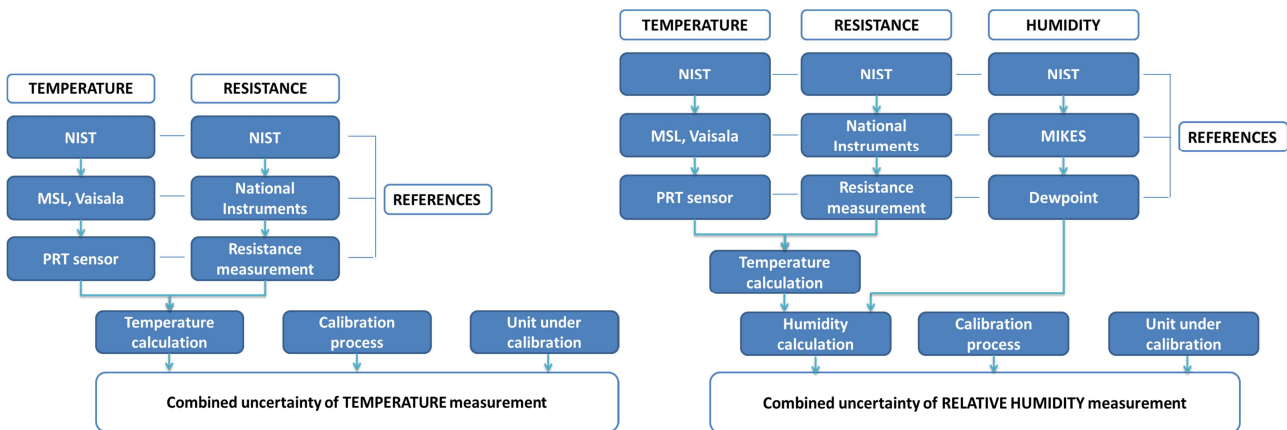 TEMPERATURE
RESISTANCE
NIST
NIST
MSL, Vaisala
National
Instruments
REFERENCES
PRT sensor
Resistance
measurement
Temperature
calculation
Calibration
process
Unit under
calibration
Combined uncertainty of TEMPERATURE measurement
TEMPERATURE
RESISTANCE
HUMIDITY
NIST
NIST
NIST
MSL, Vaisala
National
Instruments
MIKES
REFERENCES
PRT sensor
Resistance
measurement
Dewpoint
Temperature
calculation
Humidity
calculation
Calibration
process
Unit under
calibration
Combined uncertainty of RELATIVE HUMIDITY measurement